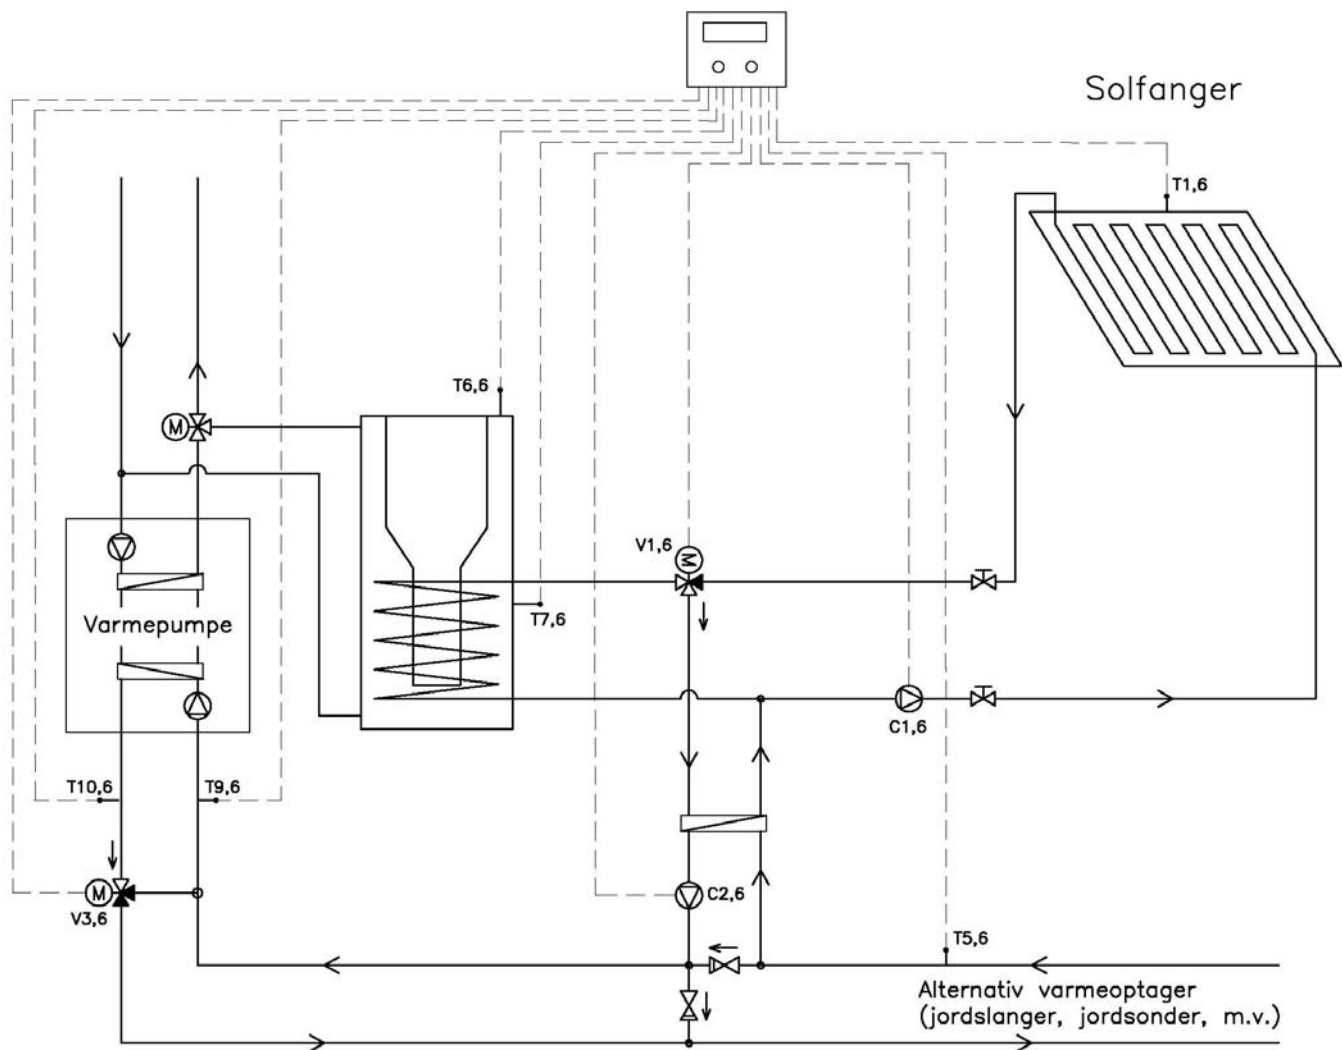 Solfanger
T1,6
T6,6
M
V1,6
M
T7,6
Varmepumpe
C1,6
T10,6
T9,6
M
V3,6
C2,6
T5,6
Alternativ varmeoptager
(jordslanger, jordsonder, m.v.)